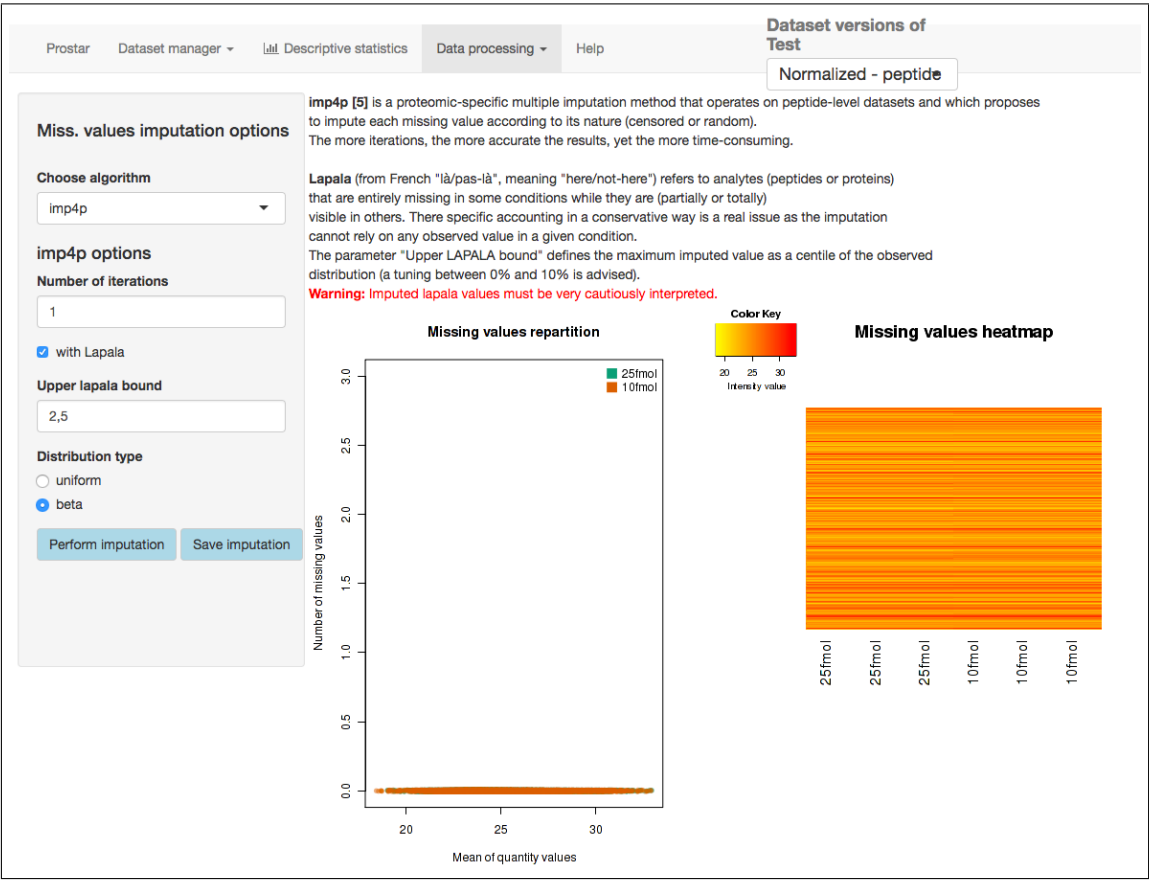 Prostar Dataset manager Descriptive statistics Data processing Help
Dataset versions of
Test
Normalized - peptide
Miss. values imputation options
Choose algorithm
imp4p
imp4p options
Number of iterations
1
with Lapala
Upper lapala bound
2,5
Distribution type
uniform
beta
Perform imputation Save imputation
imp4p [5] is a proteomic-specific multiple imputation method that operates on peptide-level datasets and which proposes
to impute each missing value according to its nature (censored or random).
The more iterations, the more accurate the results, yet the more time-consuming.
Lapala (from French "là/pas-là", meaning "here/not-here") refers to analytes (peptides or proteins)
that are entirely missing in some conditions while they are (partially or totally)
visible in others. There specific accounting in a conservative way is a real issue as the imputation
cannot rely on any observed value in a given condition.
The parameter "Upper LAPALA bound" defines the maximum imputed value as a centile of the observed
distribution (a tuning between 0% and 10% is advised).
Warning: Imputed lapala values must be very cautiously interpreted.
Missing values repartition
25fmol
10fmol
Number of missing values
3.0
2.5
2.0
1.5
1.0
0.5
0.0
20 25 30
Mean of quantity values
Color Key
20 25 30
Intensity value
Missing values heatmap
25fmol 25fmol 25fmol 10fmol 10fmol 10fmol